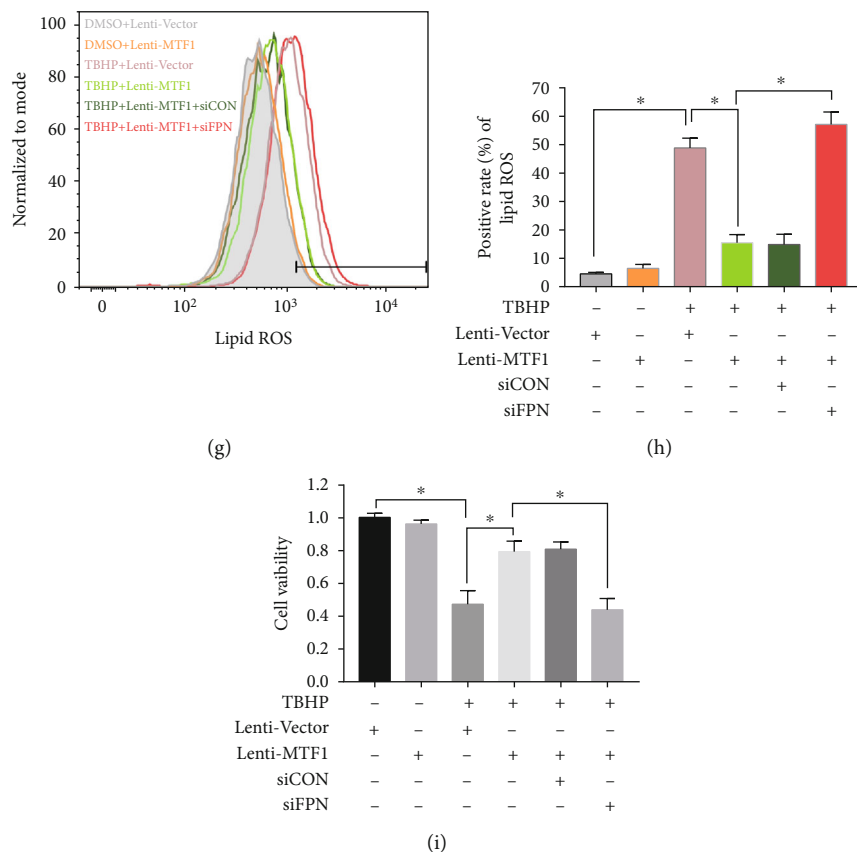 DMSO+Lenti-Vector
DMSO+Lenti-MTF1
TBHP+Lenti-Vector
TBHP+Lenti-MTF1
TBHP+Lenti-MTF1+siCON
TBHP+Lenti-MTF1+siFPN
Normalized to mode
100
80
60
40
20
0
0 10² 10³ 10⁴
Lipid ROS
(g)
Positive rate (%) of
lipid ROS
70
60
50
40
30
20
10
0
* * *
TBHP – – + + + +
Lenti-Vector + – + – – –
Lenti-MTF1 – + – + + +
siCON – – – – + –
siFPN – – – – – +
(h)
Cell vaibility
1.2
1.0
0.8
0.6
0.4
0.2
0.0
* * *
TBHP – – + + + +
Lenti-Vector + – + – – –
Lenti-MTF1 – + – + + +
siCON – – – – + –
siFPN – – – – – +
(i)